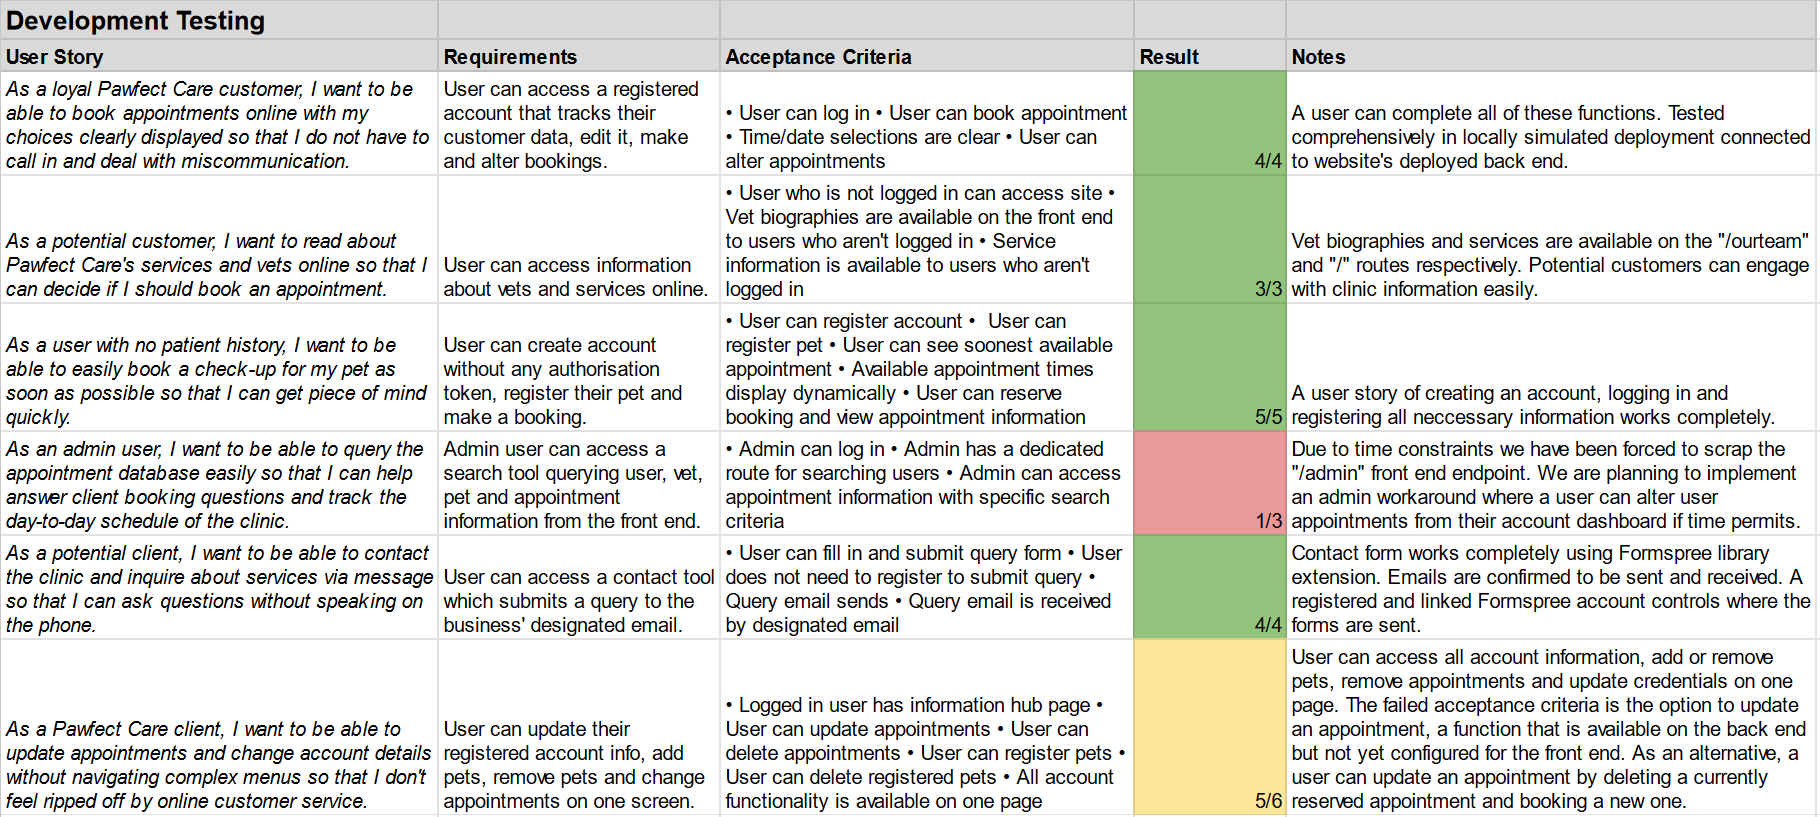 Development Testing
User Story
Requirements
Acceptance Criteria
Result
Notes
As a loyal Pawfect Care customer, I want to be
able to book appointments online with my
choices clearly displayed so that I do not have to
call in and deal with miscommunication.
User can access a registered
account that tracks their
customer data, edit it, make
and alter bookings.
• User can log in • User can book appointment
• Time/date selections are clear • User can
alter appointments
4/4
A user can complete all of these functions. Tested
comprehensively in locally simulated deployment connected
to website's deployed back end.
As a potential customer, I want to read about
Pawfect Care's services and vets online so that I
can decide if I should book an appointment.
User can access information
about vets and services online.
• User who is not logged in can access site •
Vet biographies are available on the front end
to users who aren't logged in • Service
information is available to users who aren't
logged in
3/3
Vet biographies and services are available on the "/ourteam"
and "/" routes respectively. Potential customers can engage
with clinic information easily.
As a user with no patient history, I want to be
able to easily book a check-up for my pet as
soon as possible so that I can get piece of mind
quickly.
User can create account
without any authorisation
token, register their pet and
make a booking.
• User can register account •  User can
register pet • User can see soonest available
appointment • Available appointment times
display dynamically • User can reserve
booking and view appointment information
5/5
A user story of creating an account, logging in and
registering all neccessary information works completely.
As an admin user, I want to be able to query the
appointment database easily so that I can help
answer client booking questions and track the
day-to-day schedule of the clinic.
Admin user can access a
search tool querying user, vet,
pet and appointment
information from the front end.
• Admin can log in • Admin has a dedicated
route for searching users • Admin can access
appointment information with specific search
criteria
1/3
Due to time constraints we have been forced to scrap the
"/admin" front end endpoint. We are planning to implement
an admin workaround where a user can alter user
appointments from their account dashboard if time permits.
As a potential client, I want to be able to contact
the clinic and inquire about services via message
so that I can ask questions without speaking on
the phone.
User can access a contact tool
which submits a query to the
business' designated email.
• User can fill in and submit query form • User
does not need to register to submit query •
Query email sends • Query email is received
by designated email
4/4
Contact form works completely using Formspree library
extension. Emails are confirmed to be sent and received. A
registered and linked Formspree account controls where the
forms are sent.
As a Pawfect Care client, I want to be able to
update appointments and change account details
without navigating complex menus so that I don't
feel ripped off by online customer service.
User can update their
registered account info, add
pets, remove pets and change
appointments on one screen.
• Logged in user has information hub page •
User can update appointments • User can
delete appointments • User can register pets •
User can delete registered pets • All account
functionality is available on one page
5/6
User can access all account information, add or remove
pets, remove appointments and update credentials on one
page. The failed acceptance criteria is the option to update
an appointment, a function that is available on the back end
but not yet configured for the front end. As an alternative, a
user can update an appointment by deleting a currently
reserved appointment and booking a new one.